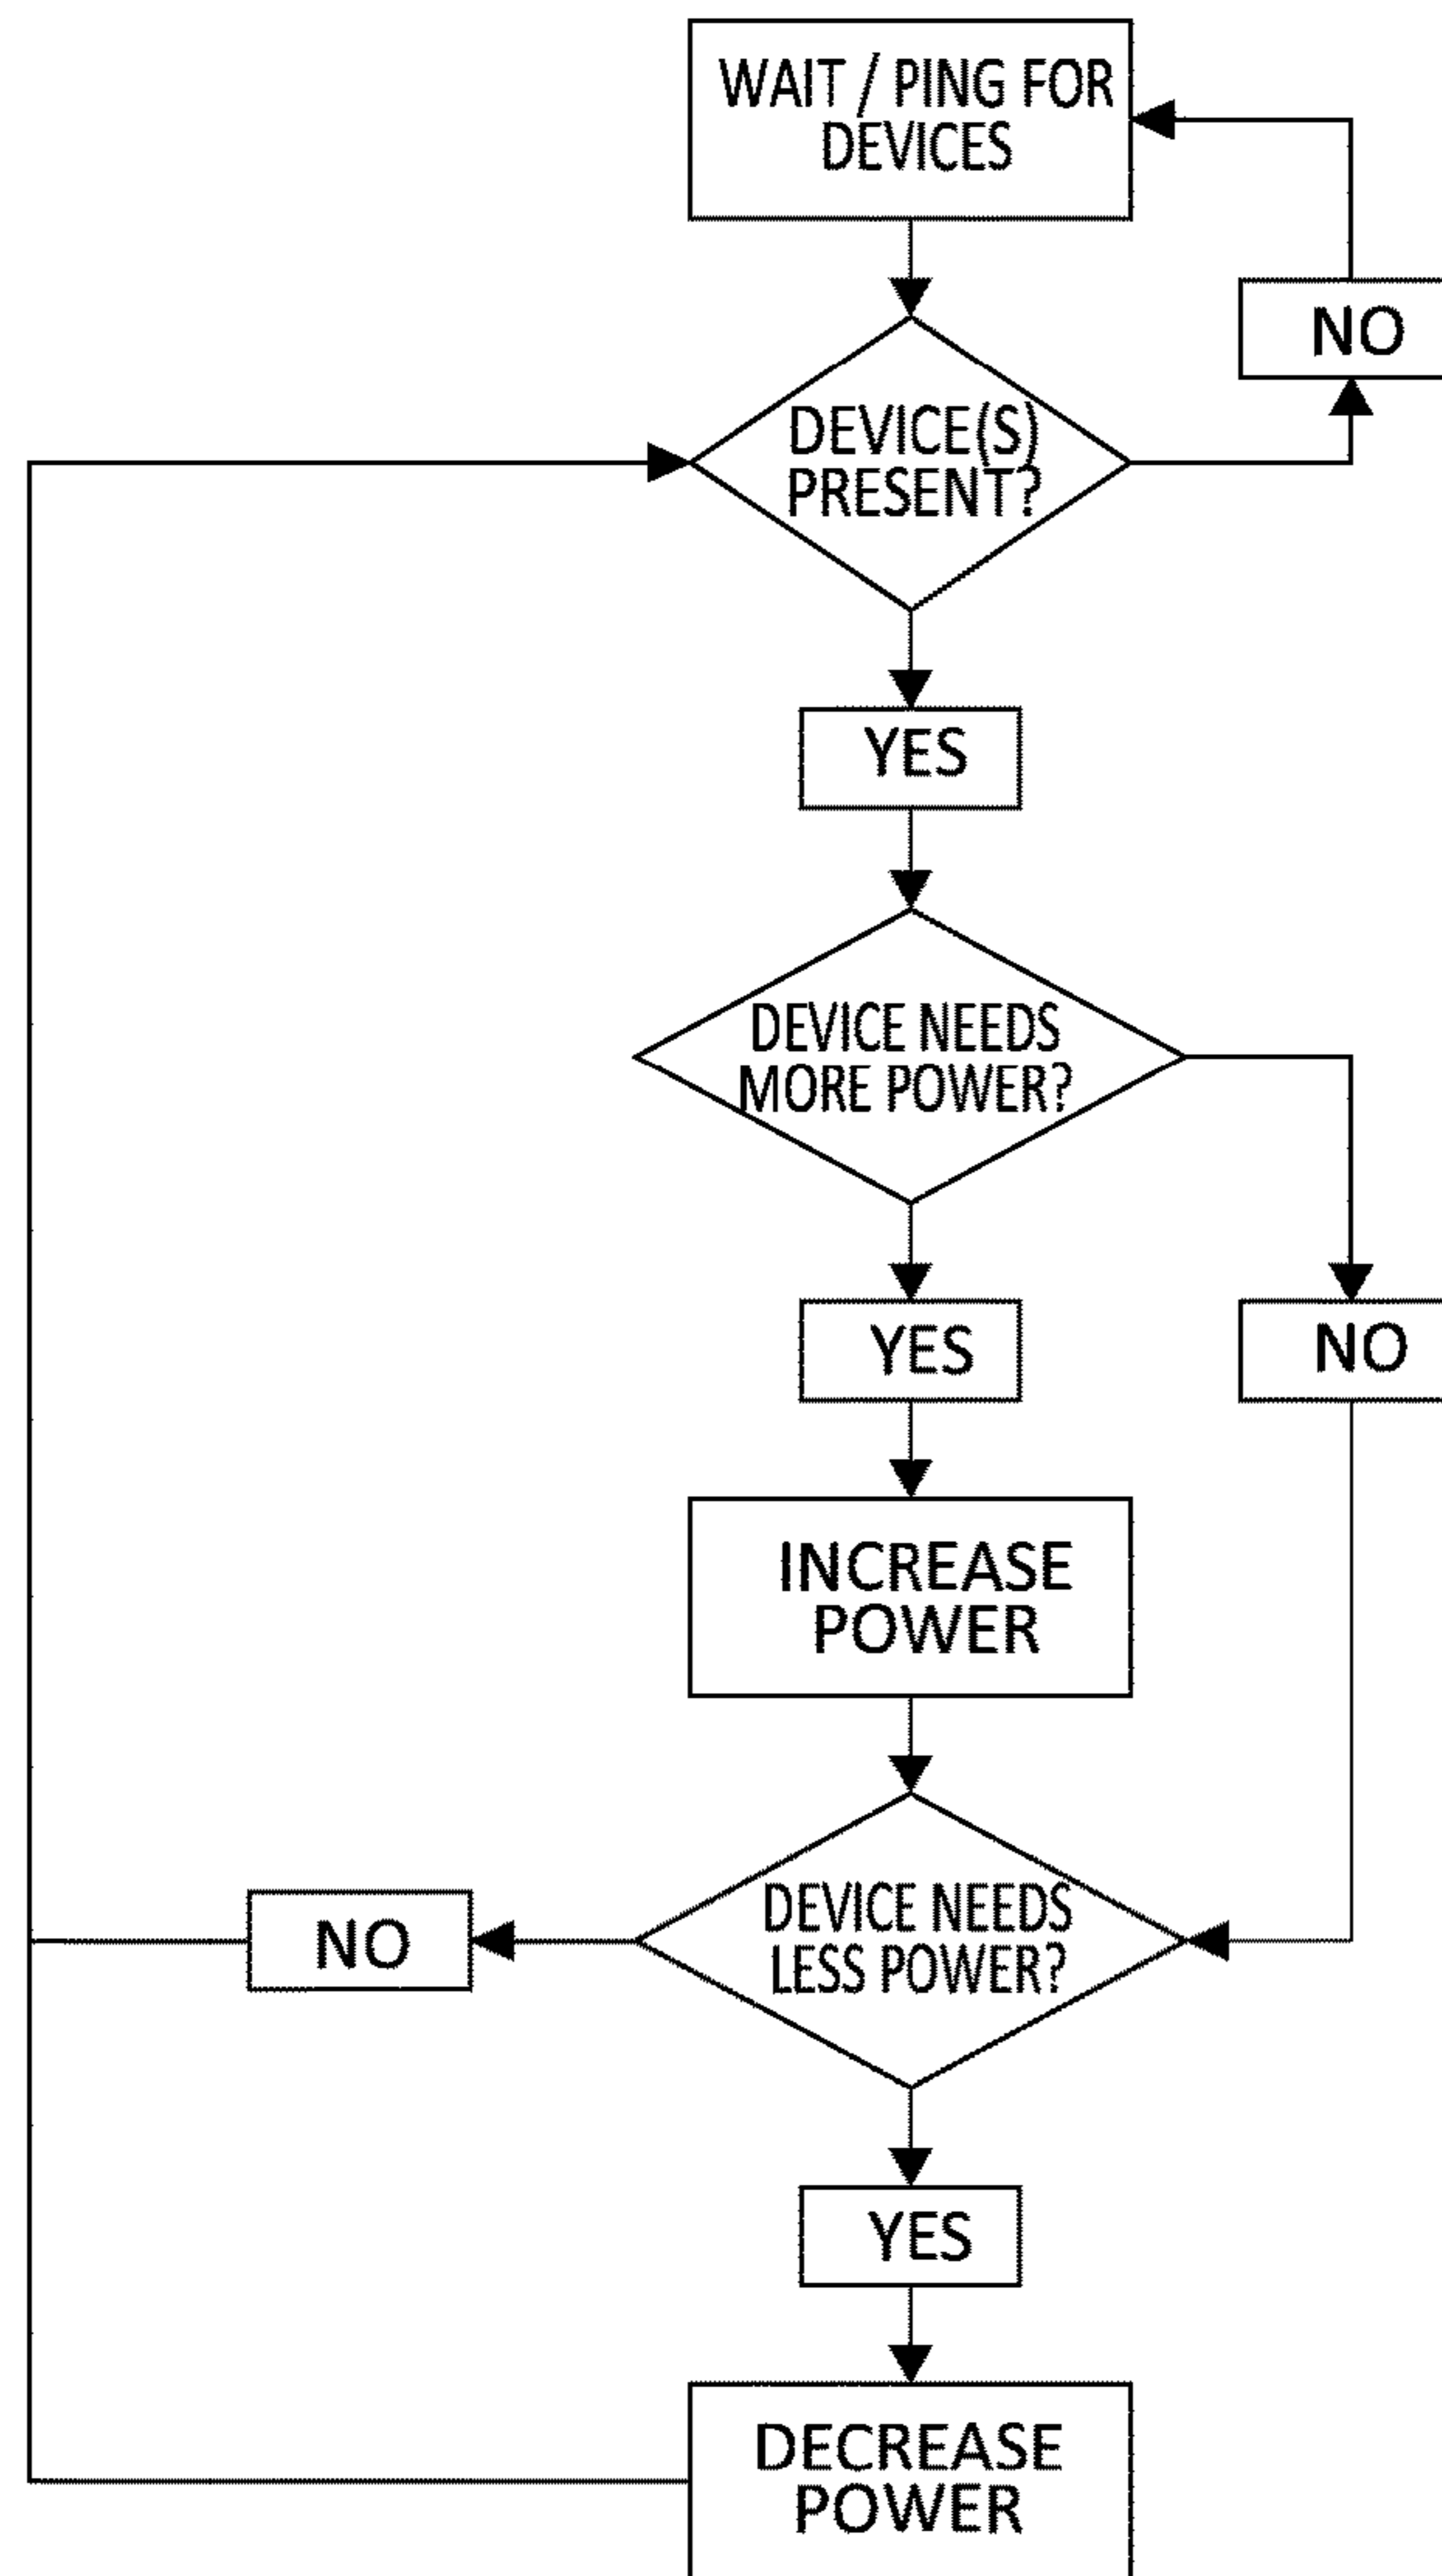 WAIT / PING FOR
DEVICES
NO
DEVICE(S)
PRESENT?
YES
DEVICE NEEDS
MORE POWER?
YES
NO
INCREASE
POWER
DEVICE NEEDS
LESS POWER?
NO
YES
DECREASE
POWER